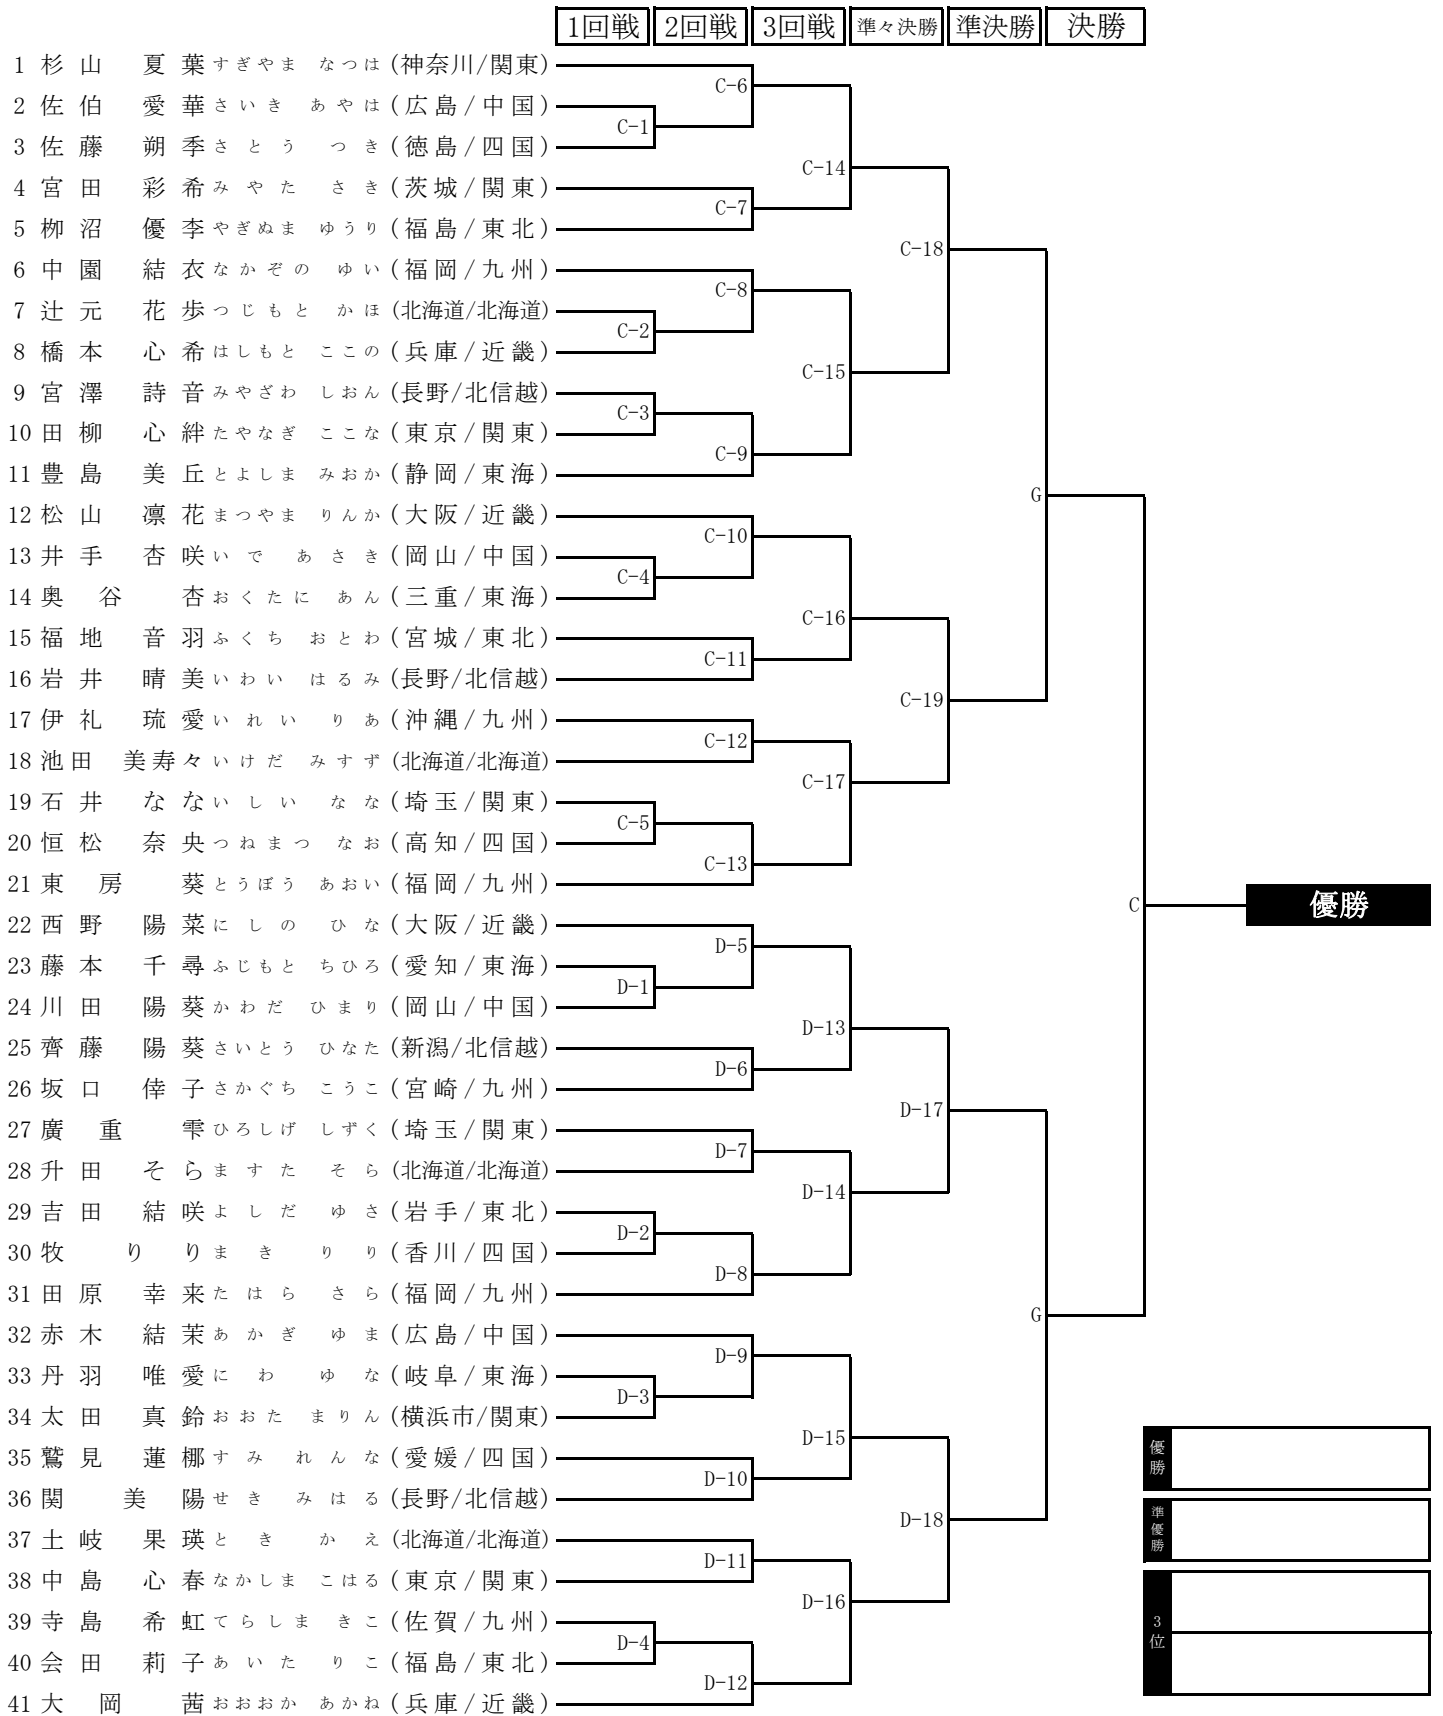 1回戦 2回戦 3回戦 準々決勝 準決勝 決勝
1 杉山 夏葉 すぎやま なつは (神奈川/関東)
C-6
2 佐伯 愛華 さいき あやは (広島/中国)
C-1
3 佐藤 朔季 さとう つき (徳島/四国)
C-14
4 宮田 彩希 みやた さき (茨城/関東)
C-7
5 栁沼 優李 やぎぬま ゆうり (福島/東北)
C-18
6 中園 結衣 なかぞの ゆい (福岡/九州)
C-8
7 辻元 花歩 つじもと かほ (北海道/北海道)
C-2
8 橋本 心希 はしもと ここの (兵庫/近畿)
C-15
9 宮澤 詩音 みやざわ しおん (長野/北信越)
C-3
10 田柳 心絆 たやなぎ ここな (東京/関東)
C-9
11 豊島 美丘 とよしま みおか (静岡/東海)
G
12 松山 凛花 まつやま りんか (大阪/近畿)
C-10
13 井手 杏咲 いで あさき (岡山/中国)
C-4
14 奥谷 杏 おくたに あん (三重/東海)
C-16
15 福地 音羽 ふくち おとわ (宮城/東北)
C-11
16 岩井 晴美 いわい はるみ (長野/北信越)
C-19
17 伊礼 琉愛 いれい りあ (沖縄/九州)
C-12
18 池田 美寿々 いけだ みすず (北海道/北海道)
C-17
19 石井 なな いしい なな (埼玉/関東)
C-5
20 恒松 奈央 つねまつ なお (高知/四国)
C-13
21 東房 葵 とうぼう あおい (福岡/九州)
C 優勝
22 西野 陽菜 にしの ひな (大阪/近畿)
D-5
23 藤本 千尋 ふじもと ちひろ (愛知/東海)
D-1
24 川田 陽葵 かわだ ひまり (岡山/中国)
D-13
25 齊藤 陽葵 さいとう ひなた (新潟/北信越)
D-6
26 坂口 倖子 さかぐち こうこ (宮崎/九州)
D-17
27 廣重 雫 ひろしげ しずく (埼玉/関東)
D-7
28 升田 そら ますた そら (北海道/北海道)
D-14
29 吉田 結咲 よしだ ゆさ (岩手/東北)
D-2
30 牧 りり まき りり (香川/四国)
D-8
31 田原 幸来 たはら さら (福岡/九州)
G
32 赤木 結茉 あかぎ ゆま (広島/中国)
D-9
33 丹羽 唯愛 にわ ゆな (岐阜/東海)
D-3
34 太田 真鈴 おおた まりん (横浜市/関東)
D-15
35 鷲見 蓮梛 すみ れんな (愛媛/四国)
D-10
36 関 美陽 せき みはる (長野/北信越)
D-18
37 土岐 果瑛 とき かえ (北海道/北海道)
D-11
38 中島 心春 なかしま こはる (東京/関東)
D-16
39 寺島 希虹 てらしま きこ (佐賀/九州)
D-4
40 会田 莉子 あいた りこ (福島/東北)
D-12
41 大岡 茜 おおおか あかね (兵庫/近畿)
優勝
準優勝
3位